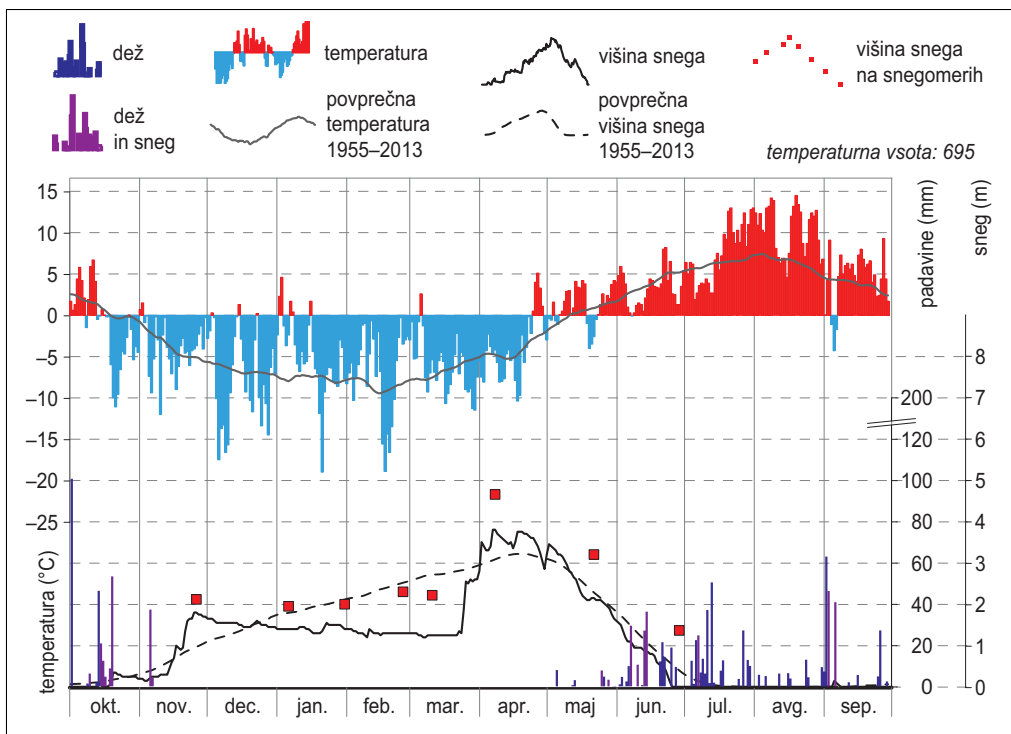 dež
temperatura
višina snega
višina snega
na snegomerih
dež
in sneg
povprečna
temperatura
1955–2013
povprečna
višina snega
1955–2013
temperaturna vsota: 695
15
10
5
0
−5
−10
−15
−20
−25
temperatura (°C)
padavine (mm)
200
120
100
80
60
40
20
0
sneg (m)
8
7
6
5
4
3
2
1
0
okt. nov. dec. jan. feb. mar. apr. maj jun. jul. avg. sep.